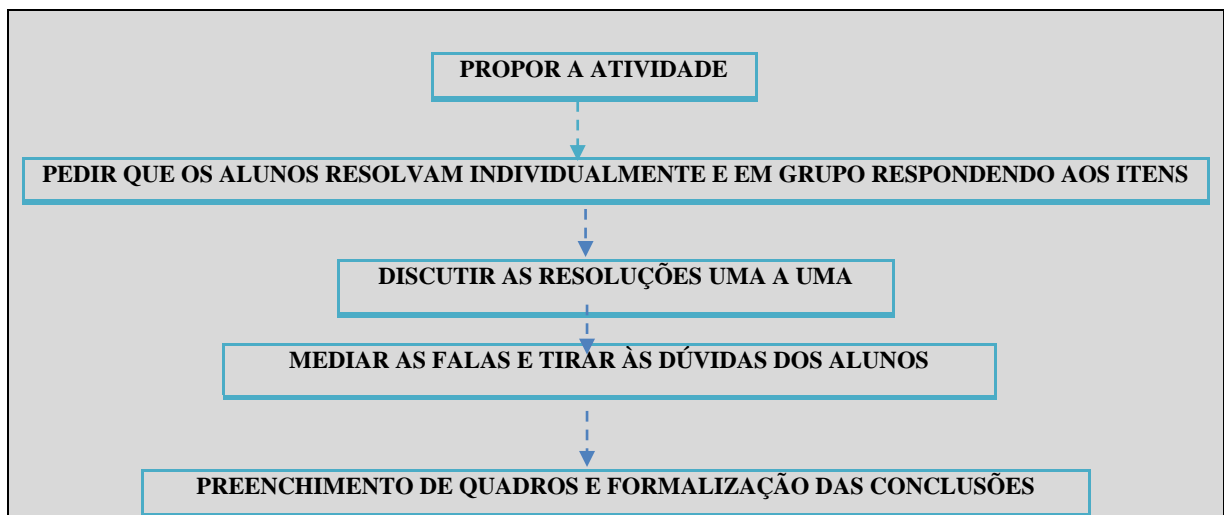 PROPOR A ATIVIDADE
PEDIR QUE OS ALUNOS RESOLVAM INDIVIDUALMENTE E EM GRUPO RESPONDENDO AOS ITENS
DISCUTIR AS RESOLUÇÕES UMA A UMA
MEDIAR AS FALAS E TIRAR ÀS DÚVIDAS DOS ALUNOS
PREENCHIMENTO DE QUADROS E FORMALIZAÇÃO DAS CONCLUSÕES